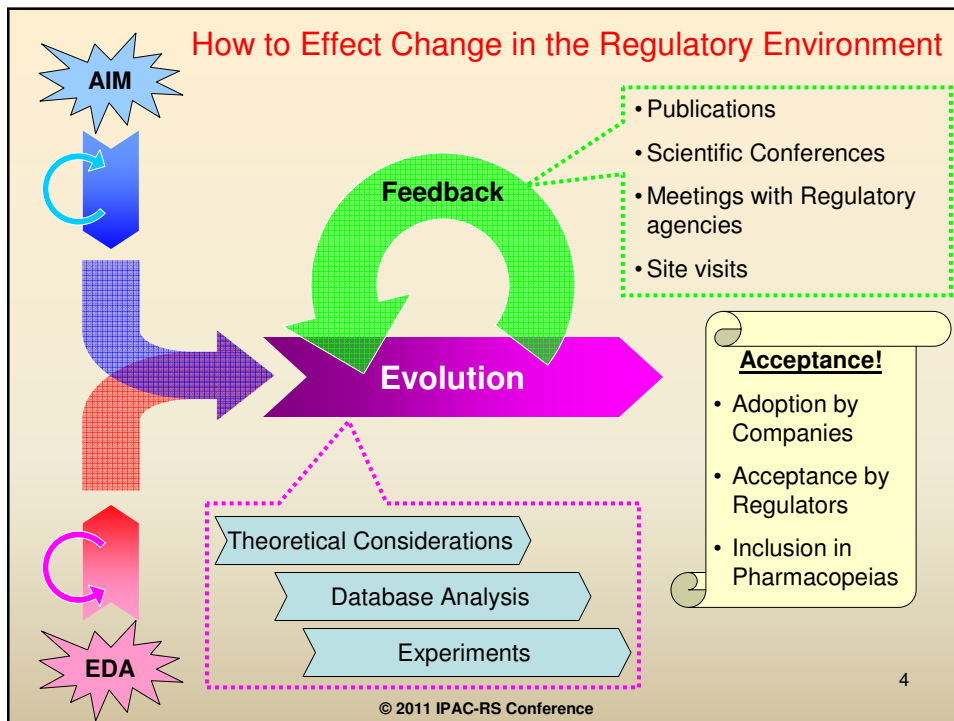 How to Effect Change in the Regulatory Environment
AIM
• Publications
• Scientific Conferences
• Meetings with Regulatory
agencies
• Site visits
Feedback
Evolution
Acceptance!
• Adoption by
Companies
• Acceptance by
Regulators
• Inclusion in
Pharmacopeias
Theoretical Considerations
Database Analysis
Experiments
EDA
4
© 2011 IPAC-RS Conference